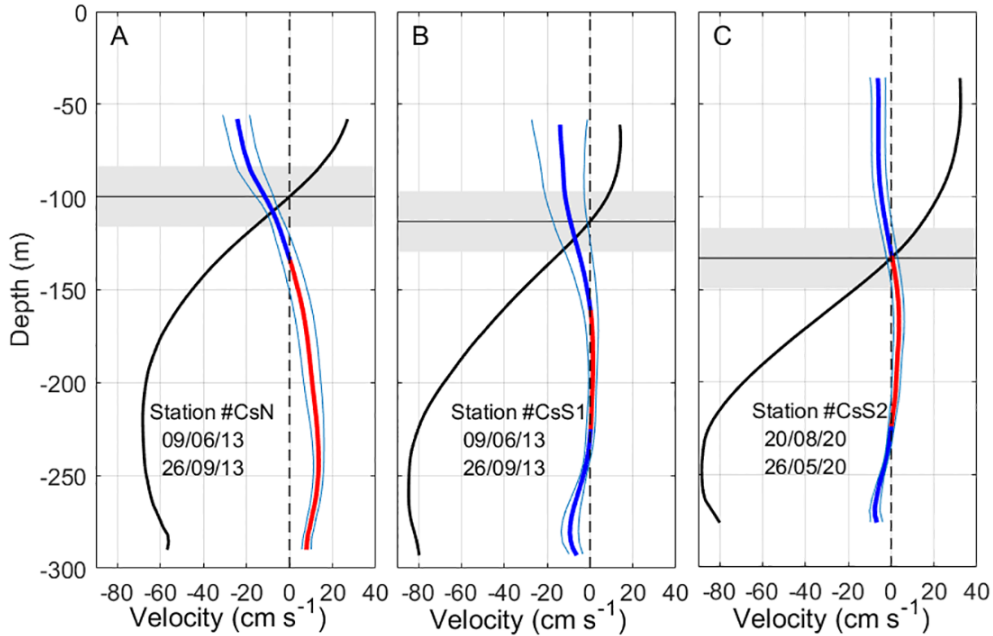 A
B
C
0
-50
-100
-150
-200
-250
-300
Depth (m)
Station #CsN
09/06/13
26/09/13
Station #CsS1
09/06/13
26/09/13
Station #CsS2
20/08/20
26/05/20
-80 -60 -40 -20 0 20 40
-80 -60 -40 -20 0 20 40
-80 -60 -40 -20 0 20 40
Velocity (cm s⁻¹)
Velocity (cm s⁻¹)
Velocity (cm s⁻¹)